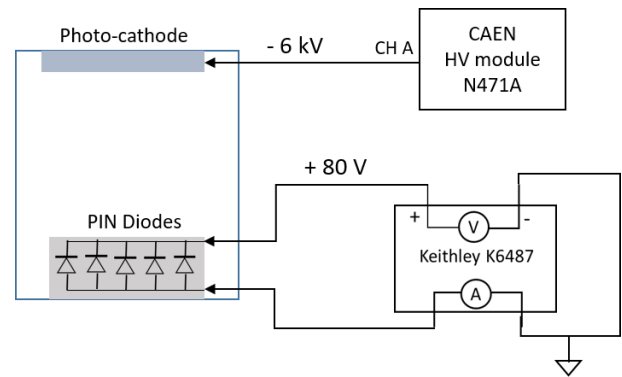 Photo-cathode
- 6 kV
CH A
CAEN
HV module
N471A
+ 80 V
PIN Diodes
+
-
V
Keithley K6487
A